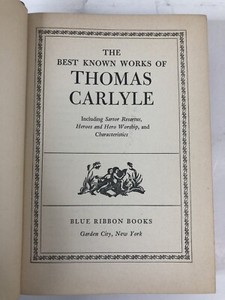 THE
BEST KNOWN WORKS OF
THOMAS
CARLYLE
Including Sartor Resartus,
Heroes and Hero Worship, and
Characteristics
BLUE RIBBON BOOKS
Garden City, New York